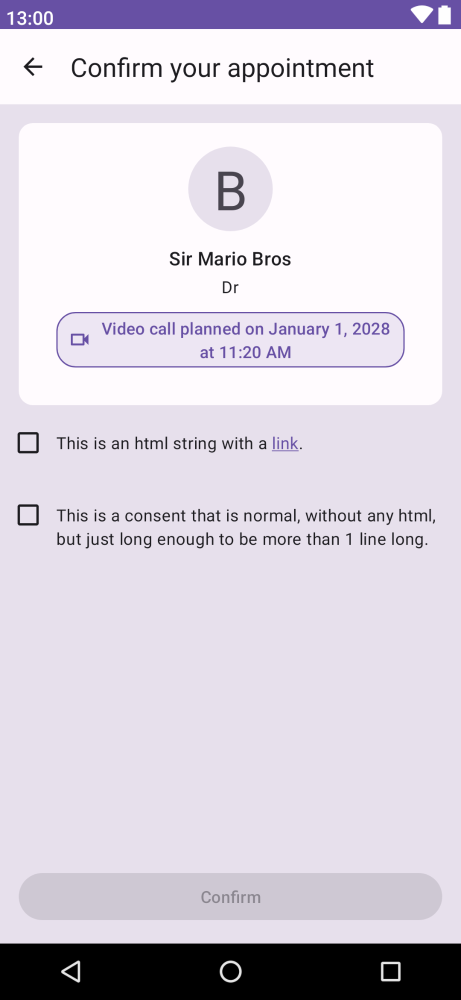 13:00
Confirm your appointment
B
Sir Mario Bros
Dr
Video call planned on January 1, 2028
at 11:20 AM
This is an html string with a link.
This is a consent that is normal, without any html,
but just long enough to be more than 1 line long.
Confirm